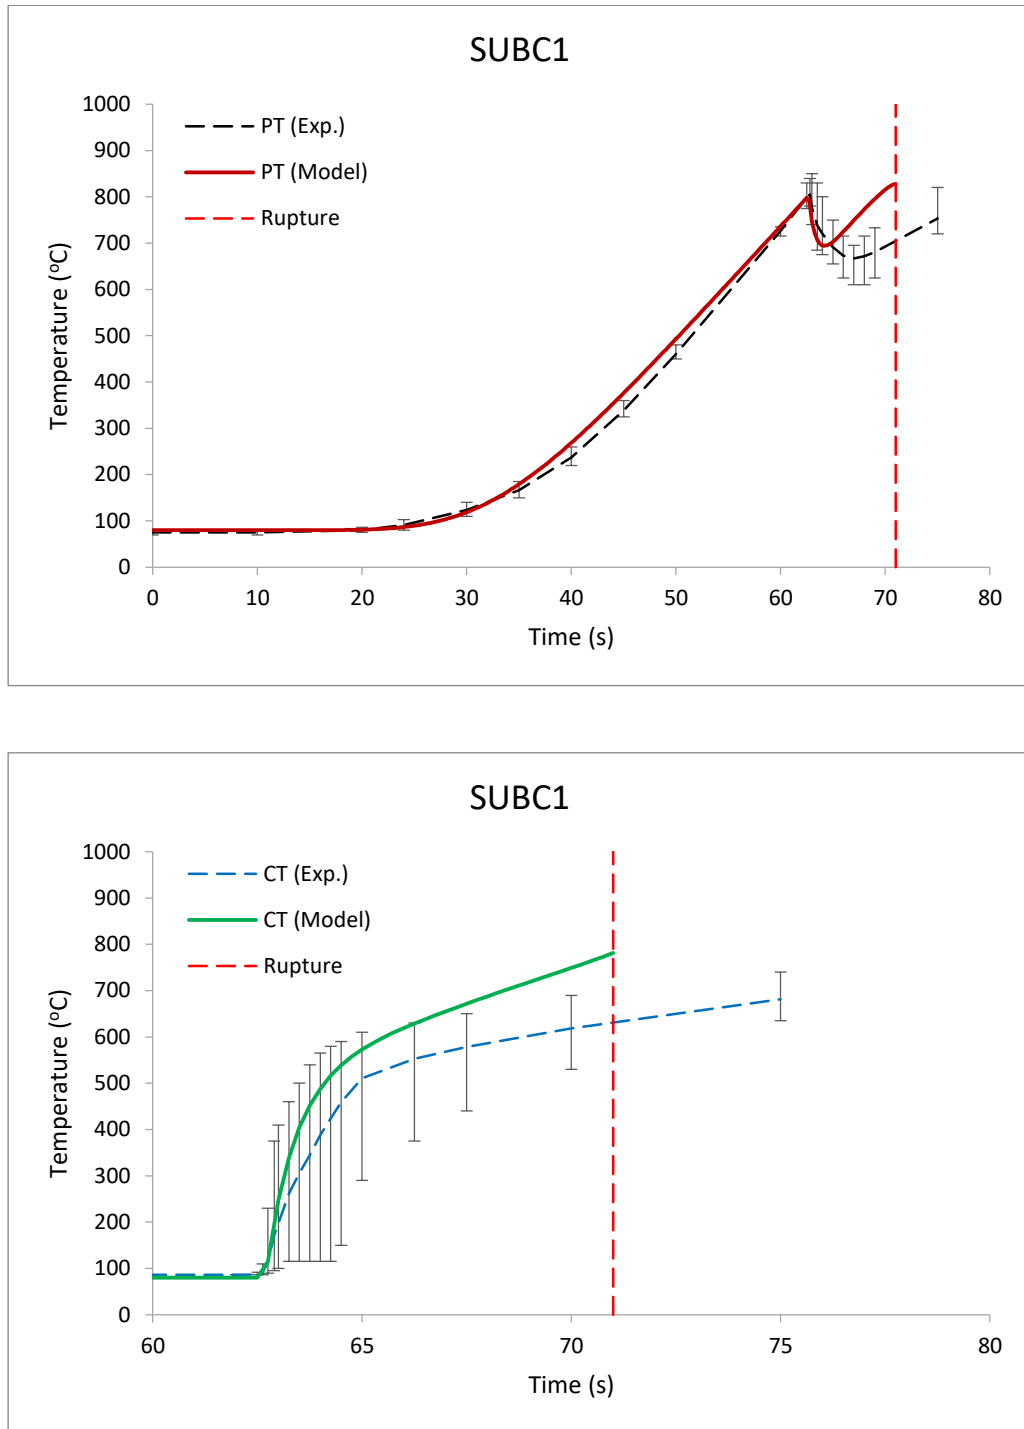 SUBC1
1000
900
800
700
600
500
400
300
200
100
0
Temperature (oC)
PT (Exp.)
PT (Model)
Rupture
0 10 20 30 40 50 60 70 80
Time (s)
SUBC1
1000
900
800
700
600
500
400
300
200
100
0
Temperature (oC)
CT (Exp.)
CT (Model)
Rupture
60 65 70 75 80
Time (s)